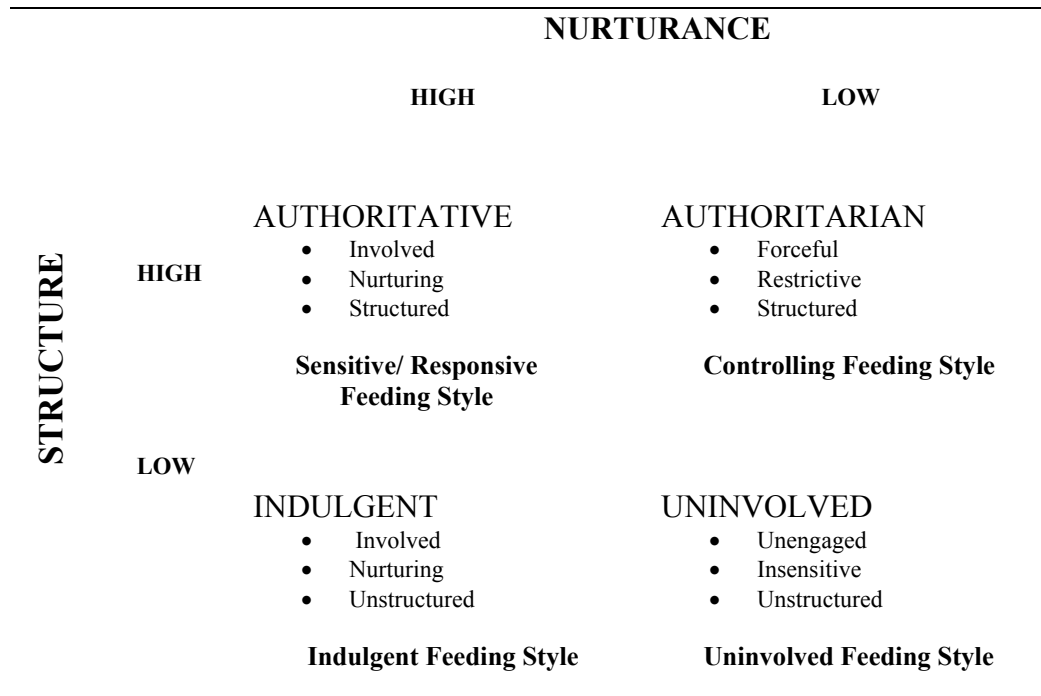 NURTURANCE
HIGH LOW
AUTHORITATIVE AUTHORITARIAN
• Involved • Forceful
STRUCTURE
HIGH
• Nurturing • Restrictive
• Structured • Structured
Sensitive/ Responsive Controlling Feeding Style
Feeding Style
LOW
INDULGENT UNINVOLVED
• Involved • Unengaged
• Nurturing • Insensitive
• Unstructured • Unstructured
Indulgent Feeding Style Uninvolved Feeding Style